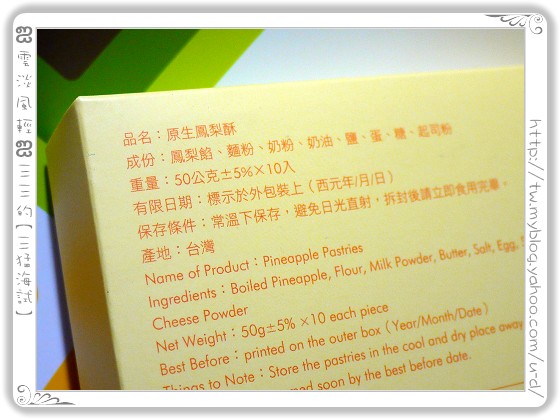 品名：原生鳳梨酥
成份：鳳梨餡、麵粉、奶粉、奶油、鹽、蛋、糖、起司粉
重量：50公克±5%×10入
有限日期：標示於外包裝上（西元年/月/日）
保存條件：常溫下保存，避免日光直射，拆封後請立即食用完畢。
產地：台灣
Name of Product：Pineapple Pastries
Ingredients：Boiled Pineapple, Flour, Milk Powder, Butter, Salt, Egg,
Cheese Powder
Net Weight：50g±5% ×10 each piece
Best Before：printed on the outer box（Year/Month/Date）
Things to Note：Store the pastries in the cool and dry place away
soon by the best before date.
雲淡風輕 三三的【三猛海試】
http://tw.myblog.yahoo.com/u-d/